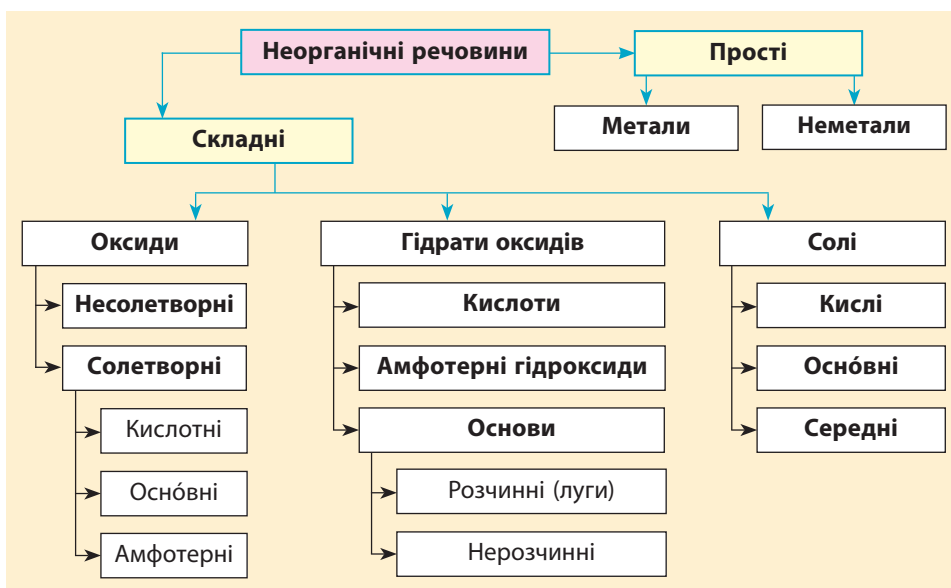 Неорганічні речовини
Прості
Метали
Неметали
Складні
Оксиди
Несолетворні
Солетворні
Кислотні
Осно́вні
Амфотерні
Гідрати оксидів
Кислоти
Амфотерні гідроксиди
Основи
Розчинні (луги)
Нерозчинні
Солі
Кислі
Осно́вні
Середні